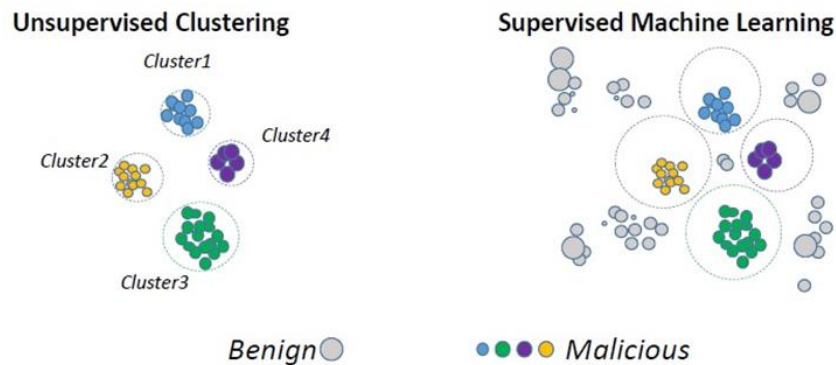 Unsupervised Clustering
Cluster1
Cluster4
Cluster2
Cluster3
Supervised Machine Learning
Benign
Malicious